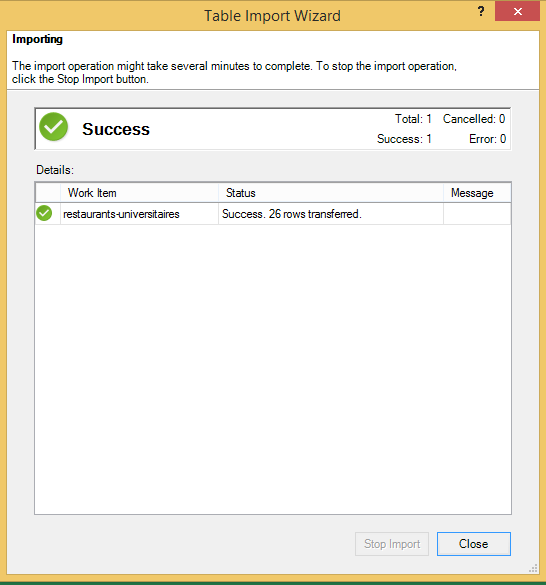 Table Import Wizard
? ×
Importing
The import operation might take several minutes to complete. To stop the import operation,
click the Stop Import button.
Success
Total: 1 Cancelled: 0
Success: 1 Error: 0
Details:
Work Item Status Message
restaurants-universitaires Success. 26 rows transferred.
Stop Import Close